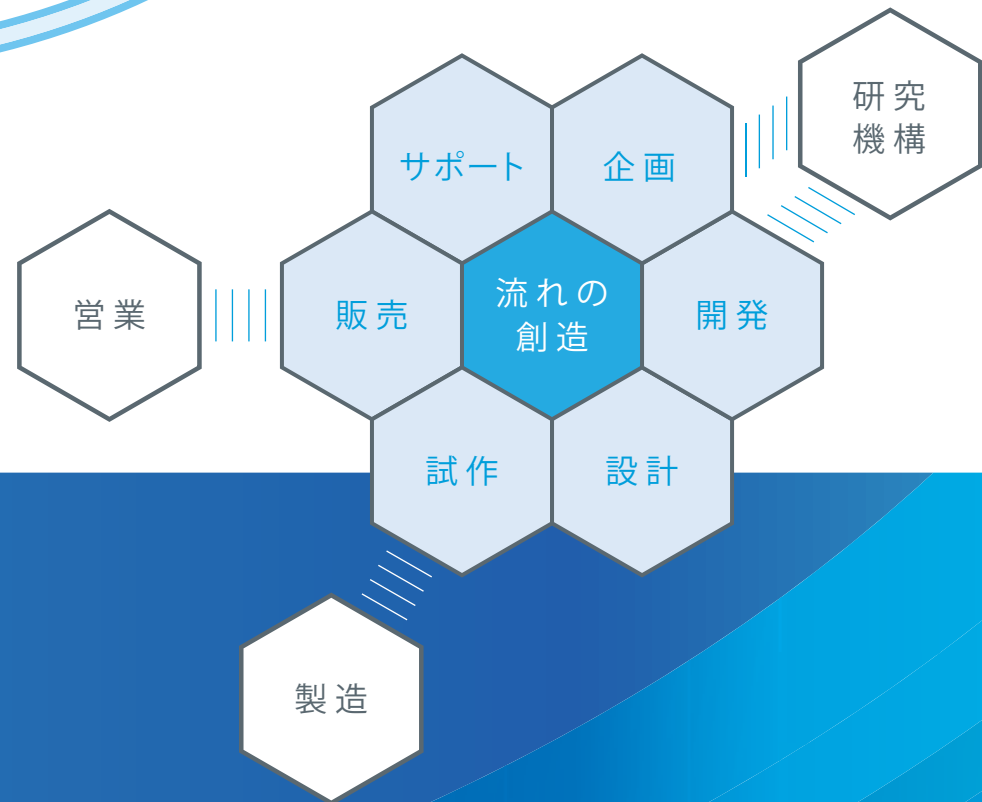 研究
機構
サポート
企画
流れの
創造
営業
販売
開発
試作
設計
製造